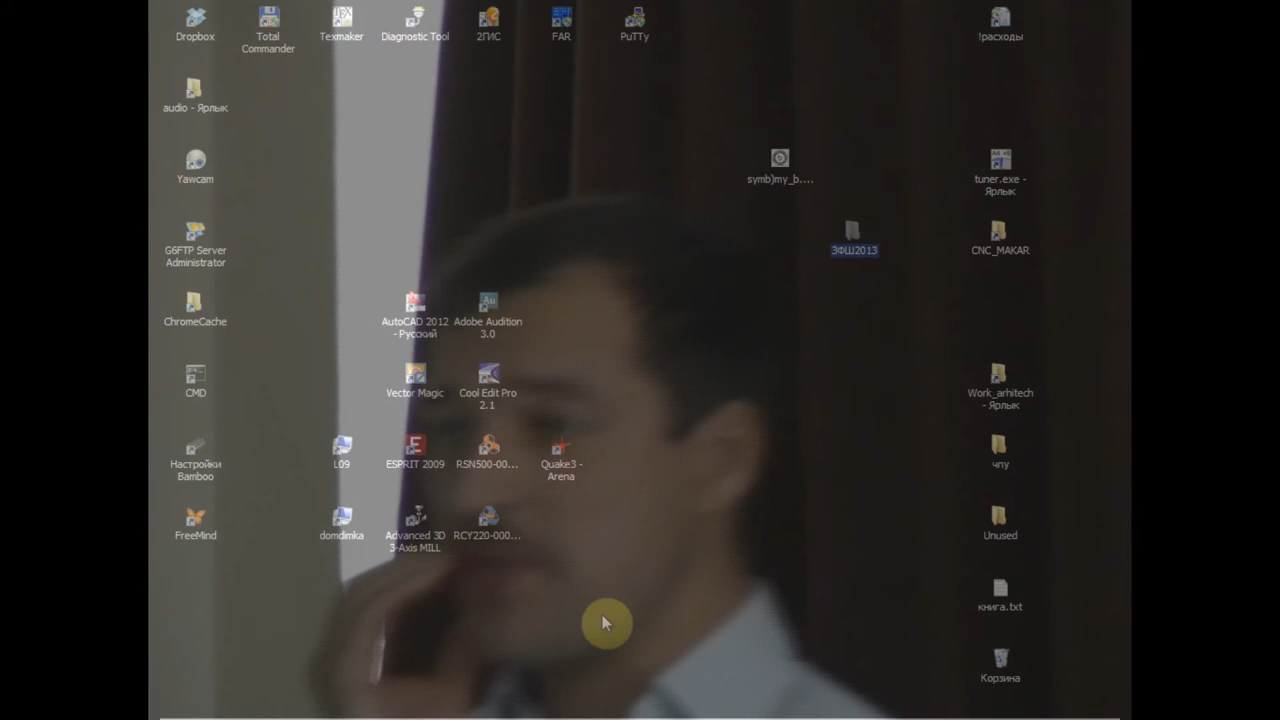 Dropbox
Total
Commander
Texmaker
Diagnostic Tool
2ГИС
FAR
PuTTy
!расходы
audio - Ярлык
Yawcam
symb)my_b....
tuner.exe -
Ярлык
G6FTP Server
Administrator
ЗФШ2013
CNC_MAKAR
ChromeCache
AutoCAD 2012
- Русский
Adobe Audition
3.0
CMD
Vector Magic
Cool Edit Pro
2.1
Work_arhitech
- Ярлык
Настройки
Bamboo
L09
ESPRIT 2009
RSN500-00...
Quake3 -
Arena
чпу
FreeMind
domdimka
Advanced 3D
3-Axis MILL
RCY220-000...
Unused
книга.txt
Корзина